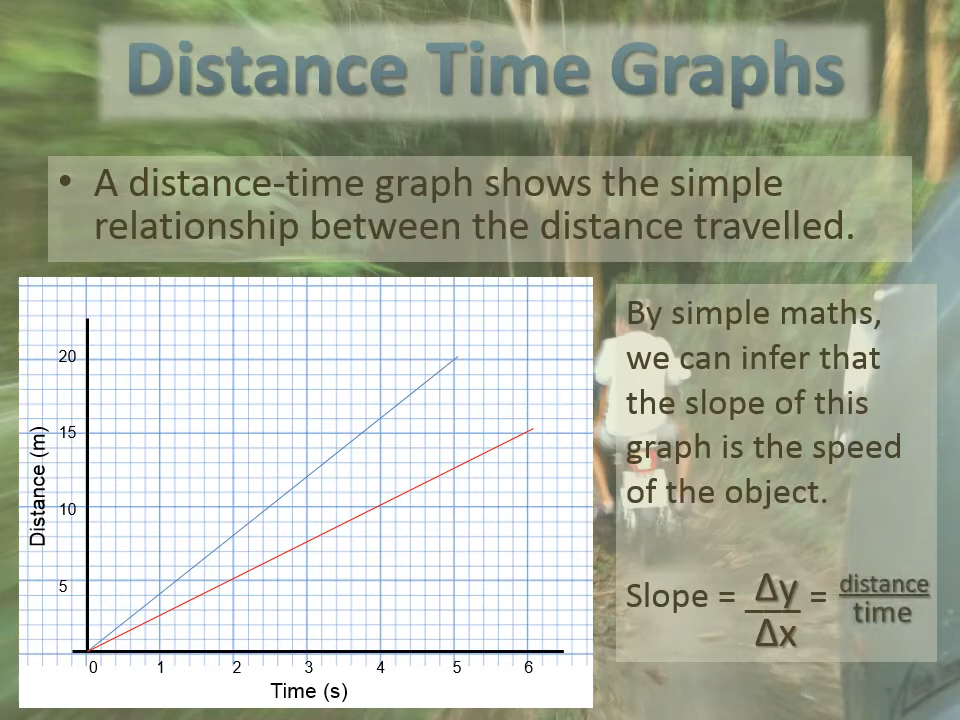 Distance Time Graphs
• A distance-time graph shows the simple
relationship between the distance travelled.
20
15
10
5
Distance (m)
0 1 2 3 4 5 6
Time (s)
By simple maths,
we can infer that
the slope of this
graph is the speed
of the object.
Slope = Δy = distance
Δx time